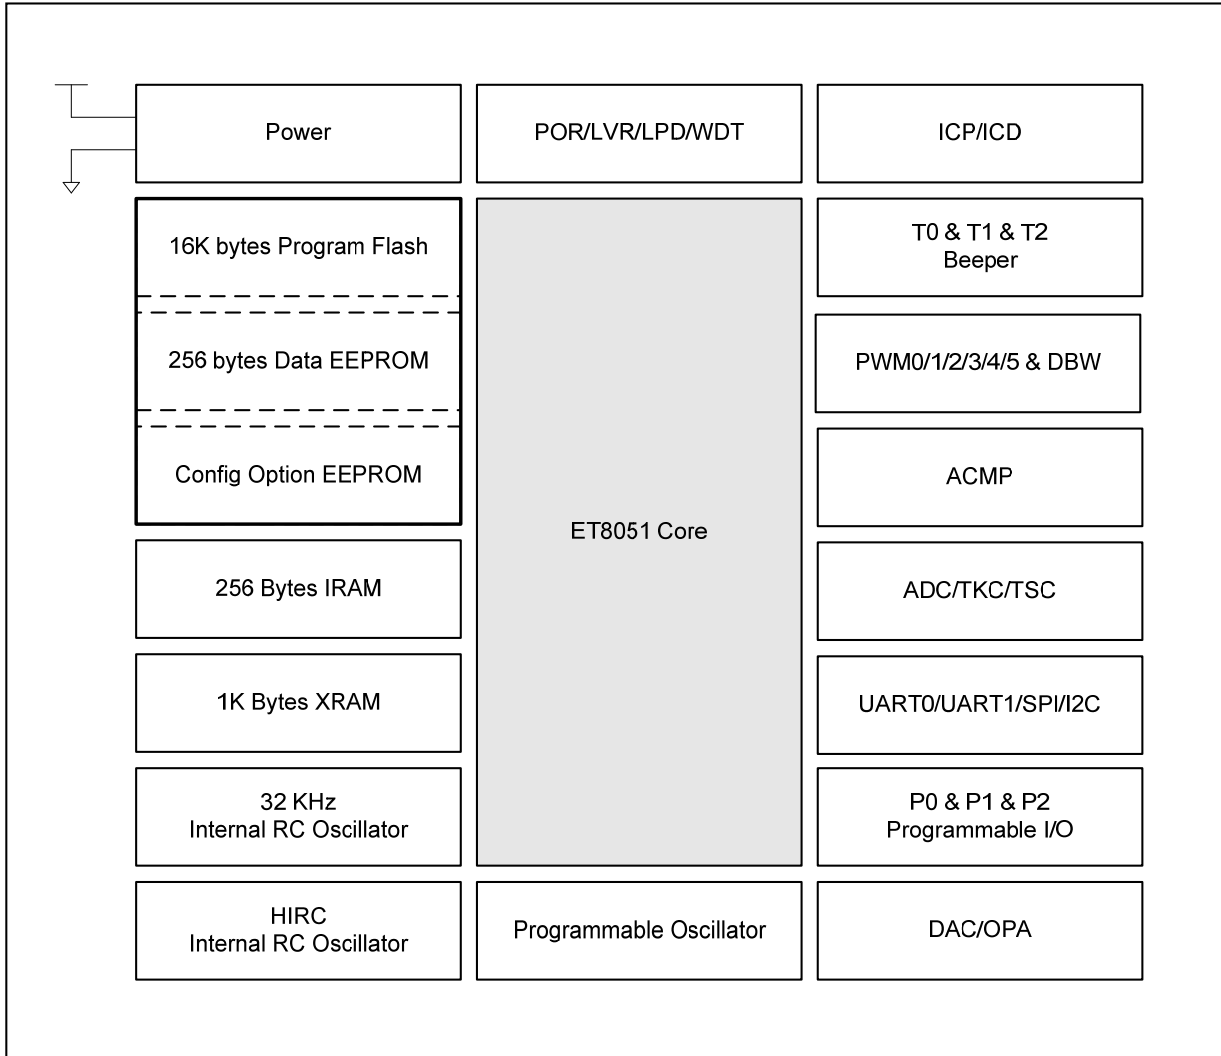 Power
POR/LVR/LPD/WDT
ICP/ICD
16K bytes Program Flash
256 bytes Data EEPROM
Config Option EEPROM
256 Bytes IRAM
1K Bytes XRAM
32 KHz
Internal RC Oscillator
HIRC
Internal RC Oscillator
ET8051 Core
Programmable Oscillator
T0 & T1 & T2
Beeper
PWM0/1/2/3/4/5 & DBW
ACMP
ADC/TKC/TSC
UART0/UART1/SPI/I2C
P0 & P1 & P2
Programmable I/O
DAC/OPA